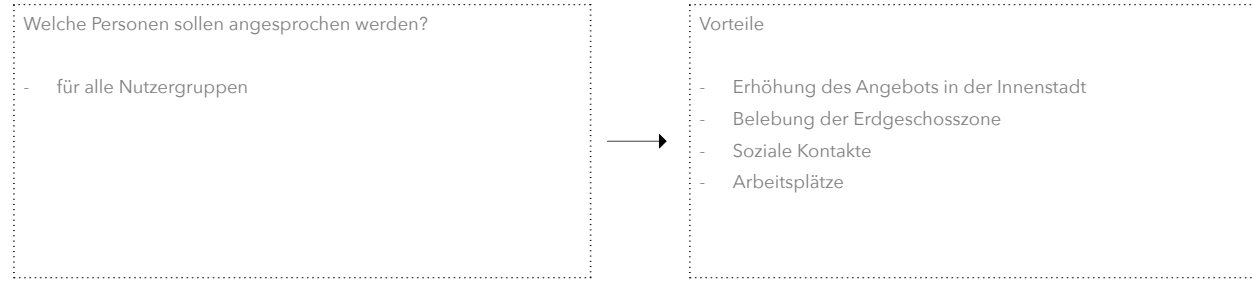 Welche Personen sollen angesprochen werden?
- für alle Nutzergruppen
Vorteile
- Erhöhung des Angebots in der Innenstadt
- Belebung der Erdgeschosszone
- Soziale Kontakte
- Arbeitsplätze